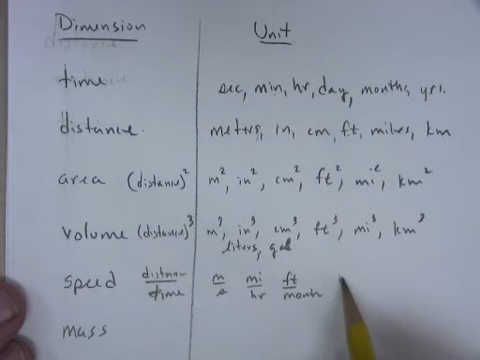 Dimension Unit
time sec, min, hr, day, months, yrs.
distance. meters, in, cm, ft, miles, km
area (distance)² m², in², cm², ft², mi², km²
volume (distance)³ m³, in³, cm³, ft³, mi³, km³
liters, gal
speed distance/time m/s mi/hr ft/month
mass